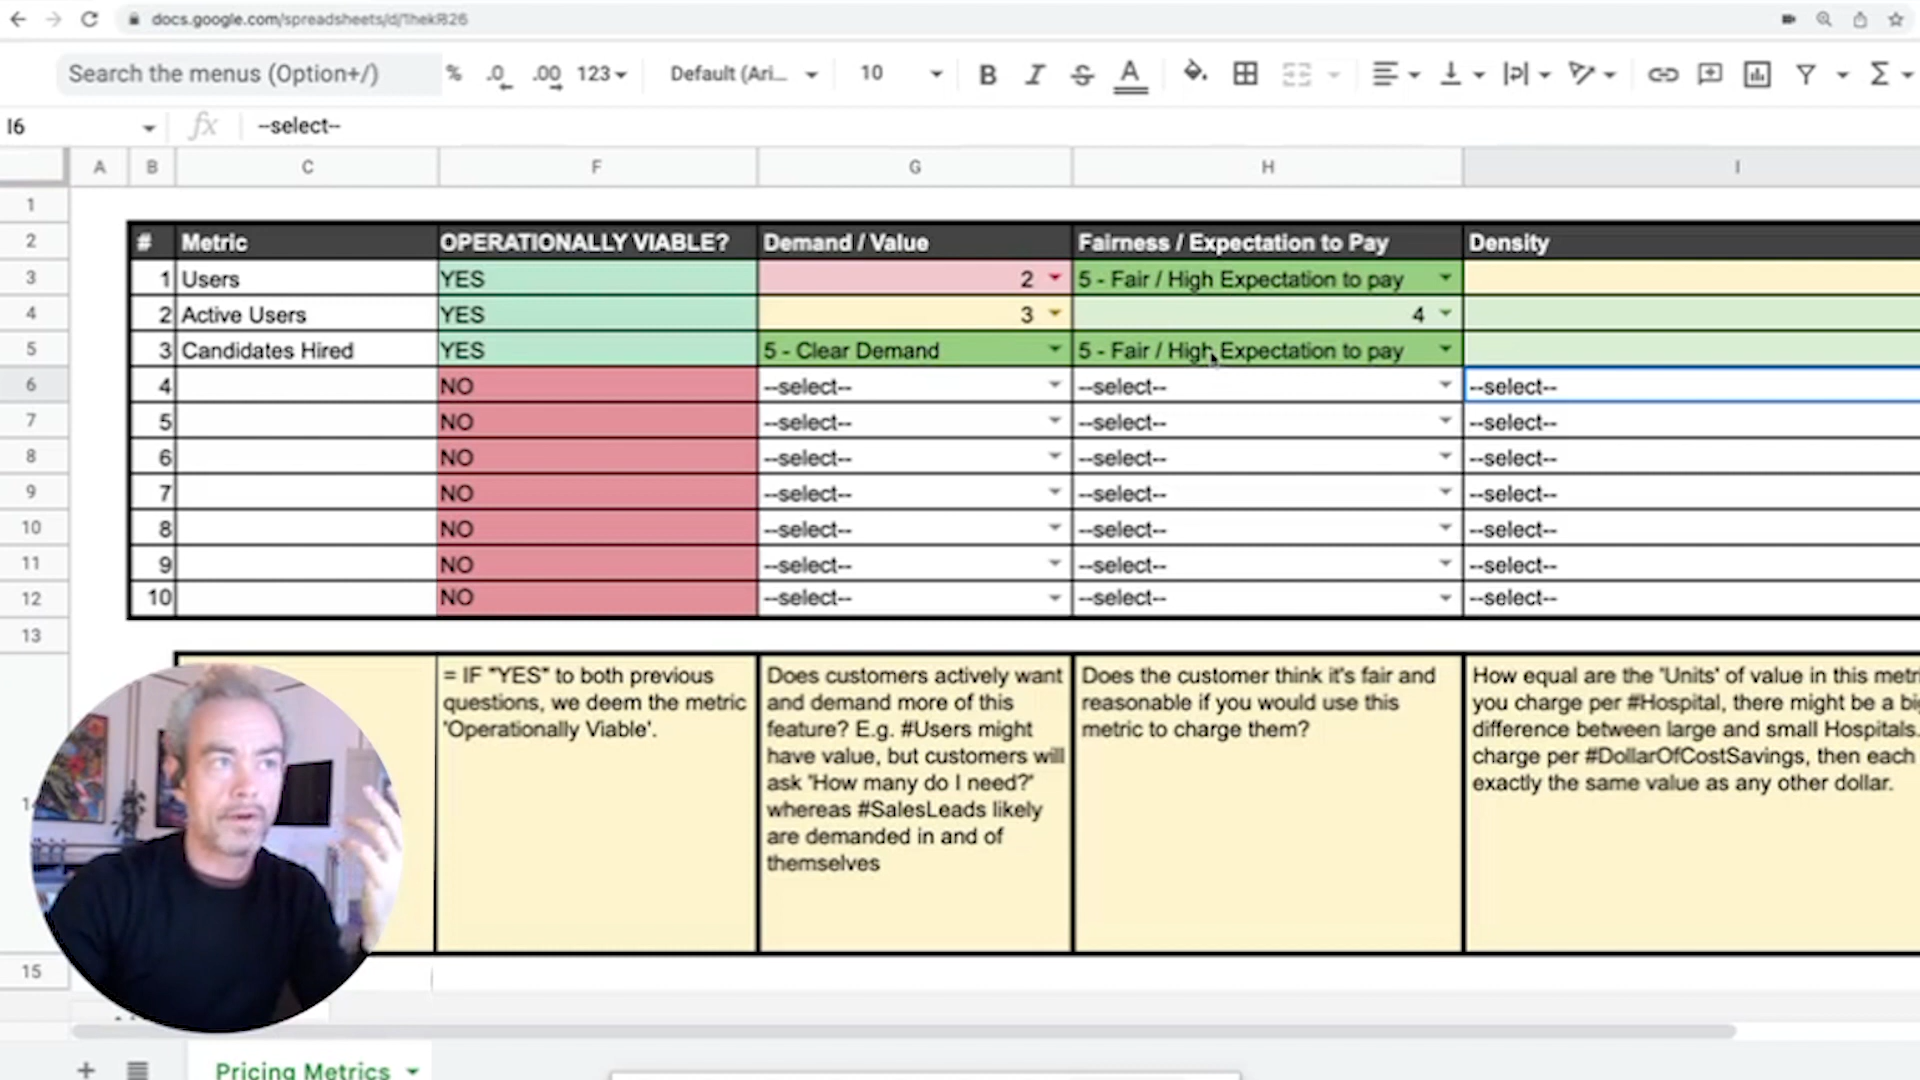 docs.google.com/spreadsheets/d/1hekR26
Search the menus (Option+/)
% .0 .00 123 Default (Ari... 10 B I S A
I6 fx --select--
A B C F G H I
1
2 # Metric OPERATIONALLY VIABLE? Demand / Value Fairness / Expectation to Pay Density
3 1 Users YES 2 5 - Fair / High Expectation to pay
4 2 Active Users YES 3 4
5 3 Candidates Hired YES 5 - Clear Demand 5 - Fair / High Expectation to pay
6 4 NO --select-- --select-- --select--
7 5 NO --select-- --select-- --select--
8 6 NO --select-- --select-- --select--
9 7 NO --select-- --select-- --select--
10 8 NO --select-- --select-- --select--
11 9 NO --select-- --select-- --select--
12 10 NO --select-- --select-- --select--
13
= IF "YES" to both previous
questions, we deem the metric
'Operationally Viable'.
Does customers actively want
and demand more of this
feature? E.g. #Users might
have value, but customers will
ask 'How many do I need?'
whereas #SalesLeads likely
are demanded in and of
themselves
Does the customer think it's fair and
reasonable if you would use this
metric to charge them?
How equal are the 'Units' of value in this metr
you charge per #Hospital, there might be a bi
difference between large and small Hospitals.
charge per #DollarOfCostSavings, then each
exactly the same value as any other dollar.
15
Pricing Metrics